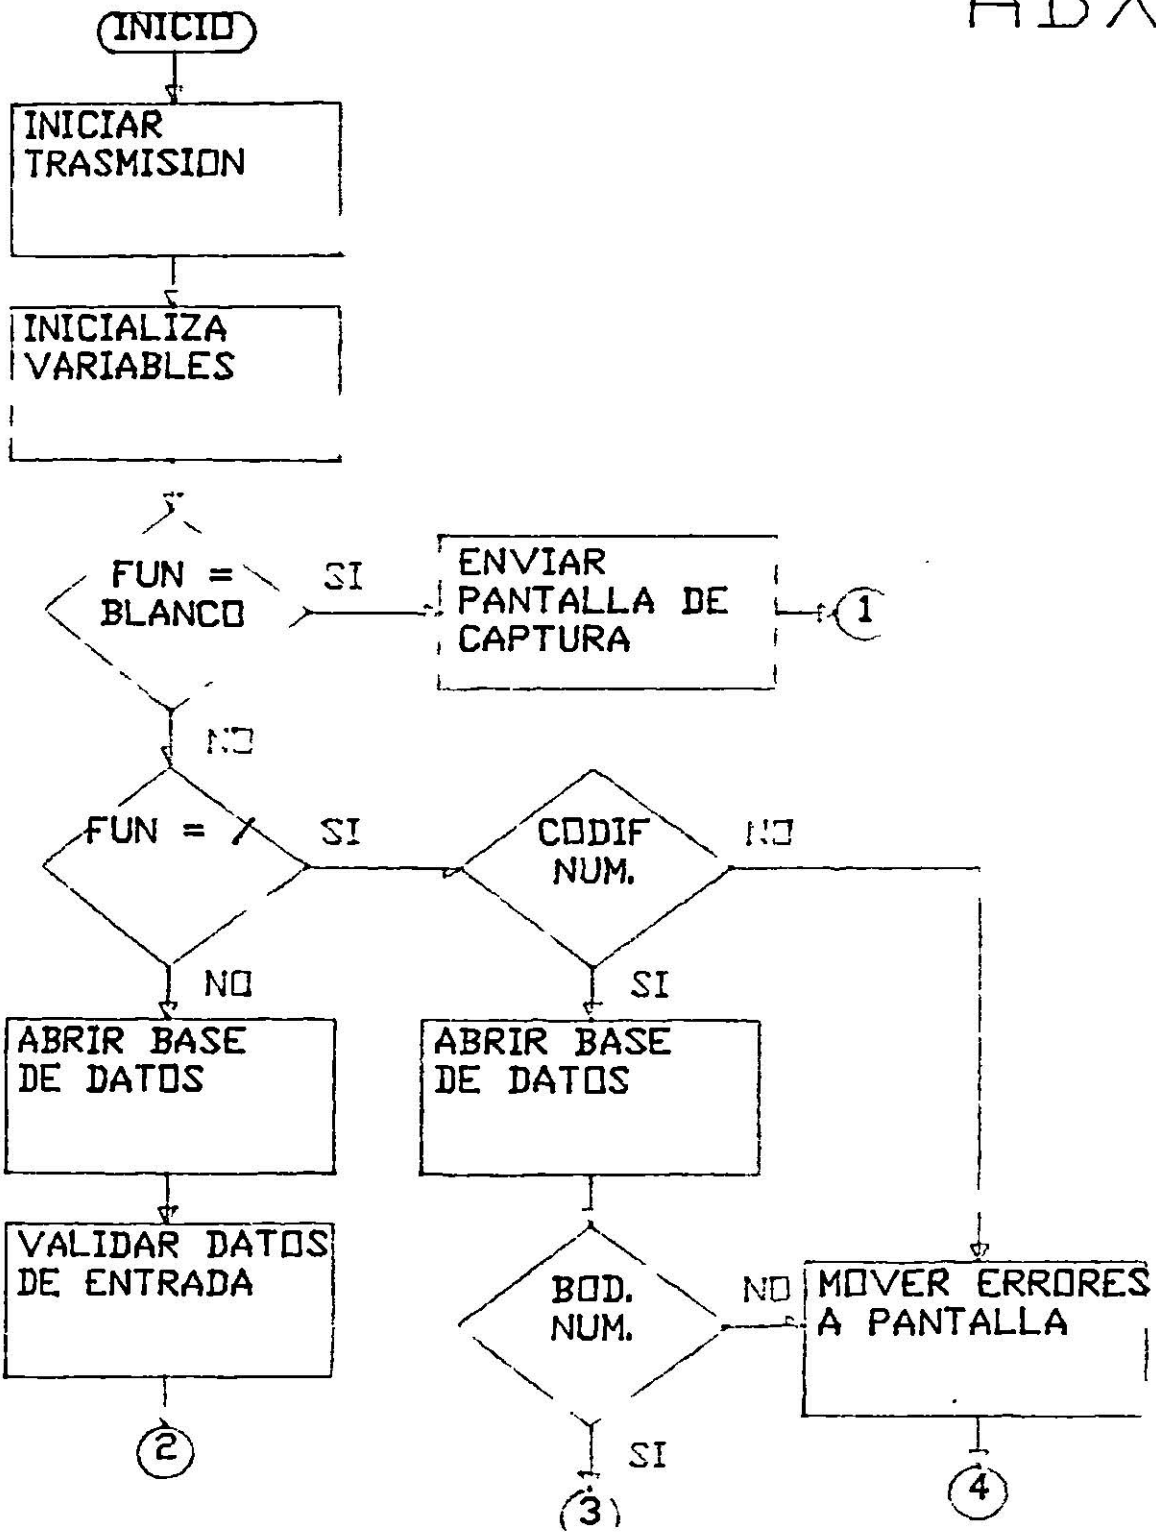 INICIO
INICIAR
TRASMISION
INICIALIZA
VARIABLES
FUN =
BLANCO
SI
ENVIAR
PANTALLA DE
CAPTURA
1
NO
FUN = /
SI
CODIF
NUM.
NO
NO
SI
ABRIR BASE
DE DATOS
ABRIR BASE
DE DATOS
VALIDAR DATOS
DE ENTRADA
BOD.
NUM.
NO
MOVER ERRORES
A PANTALLA
2
SI
3
4